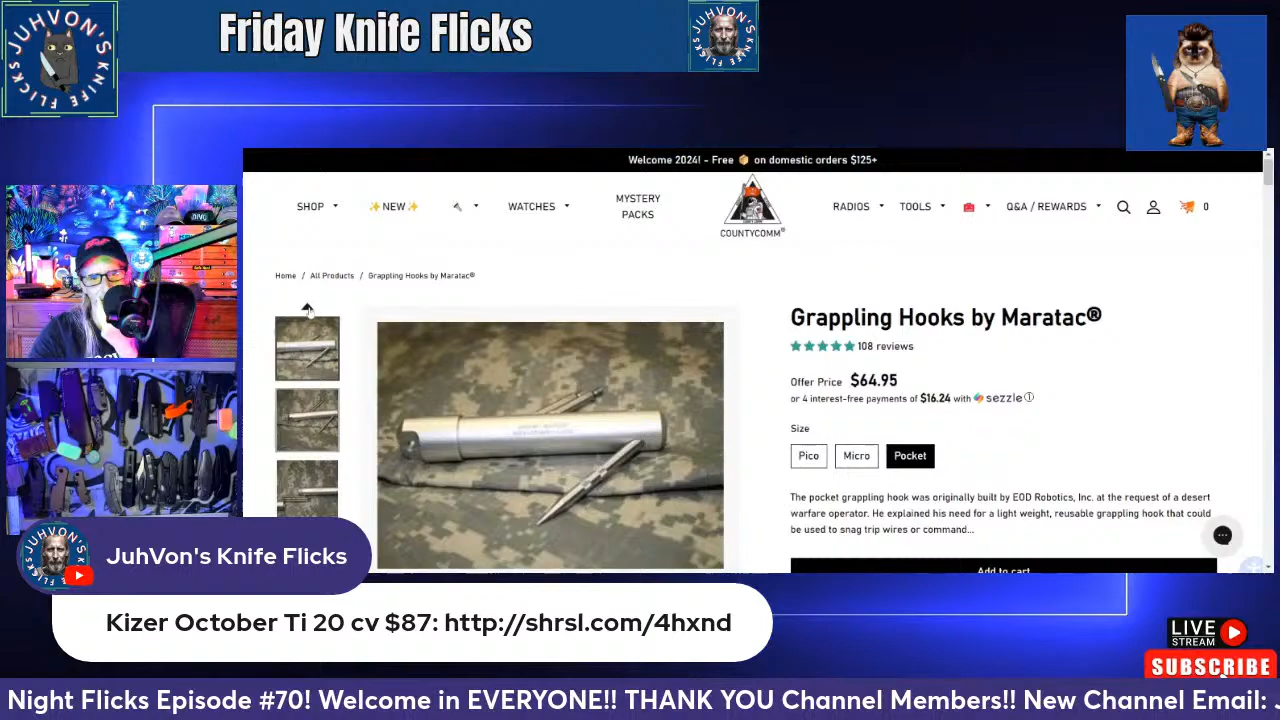 JUHVON'S
KNIFE
FLICKS
Friday Knife Flicks
Welcome 2024! - Free 📦 on domestic orders $125+
SHOP
✨NEW✨
WATCHES
MYSTERY
PACKS
COUNTYCOMM®
RADIOS
TOOLS
Q&A / REWARDS
0
Home / All Products / Grappling Hooks by Maratac®
Grappling Hooks by Maratac®
108 reviews
Offer Price $64.95
or 4 interest-free payments of $16.24 with sezzle
Size
Pico
Micro
Pocket
The pocket grappling hook was originally built by EOD Robotics, Inc. at the request of a desert
warfare operator. He explained his need for a light weight, reusable grappling hook that could
be used to snag trip wires or command...
Add to cart
JuhVon's Knife Flicks
Kizer October Ti 20 cv $87: http://shrsl.com/4hxnd
LIVE
STREAM
SUBSCRIBE
Night Flicks Episode #70! Welcome in EVERYONE!! THANK YOU Channel Members!! New Channel Email: